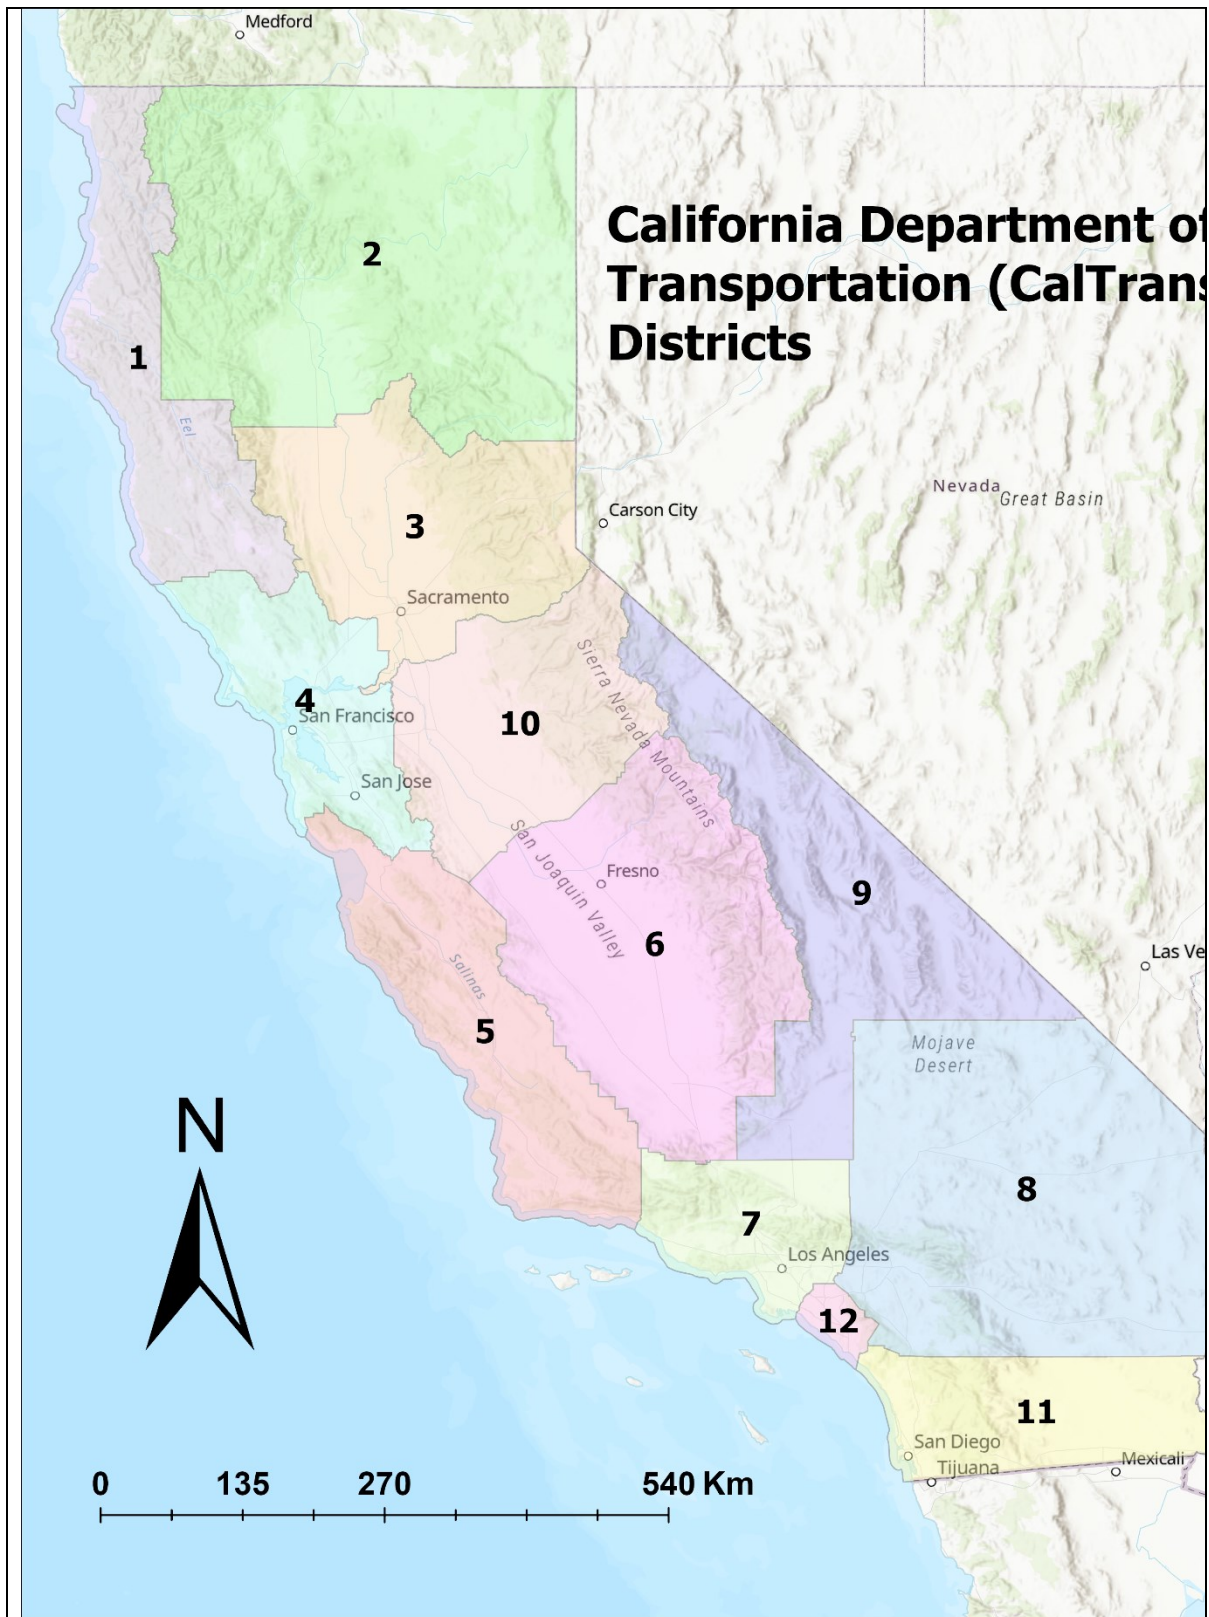 Medford
California Department of
Transportation (CalTrans
Districts
2
1
Eel
Nevada
Great Basin
Carson City
3
Sacramento
Sierra Nevada Mountains
4
San Francisco
10
San Jose
San Joaquin Valley
Fresno
9
6
Las Ve
Salinas
5
Mojave
Desert
N
8
7
Los Angeles
12
11
San Diego
Tijuana
Mexicali
0 135 270 540 Km